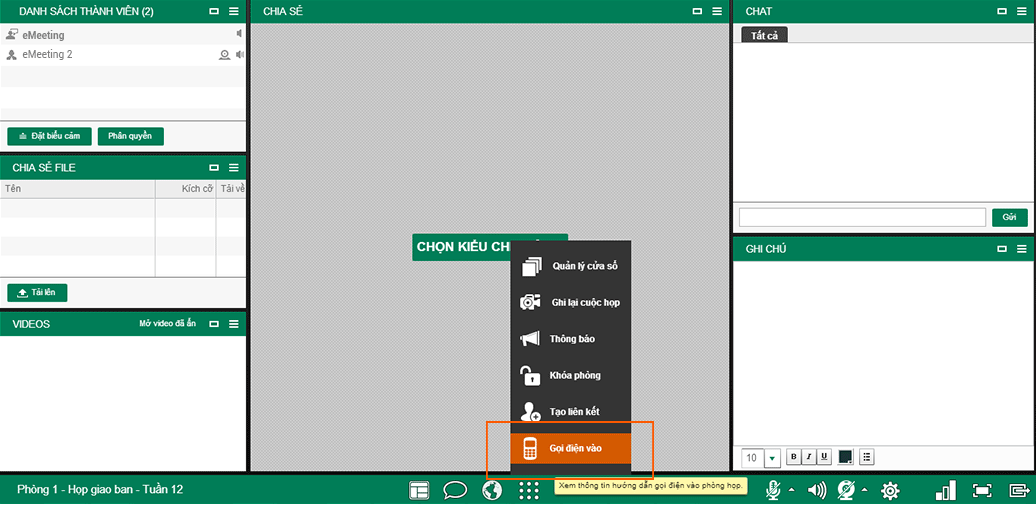 DANH SÁCH THÀNH VIÊN (2)
eMeeting
eMeeting 2
Đặt biểu cảm
Phân quyền
CHIA SẺ FILE
Tên
Kích cỡ
Tải về
Tải lên
VIDEOS
Mở video đã ẩn
CHIA SẺ
CHỌN KIỂU CH
Quản lý cửa sổ
Ghi lại cuộc họp
Thông báo
Khóa phòng
Tạo liên kết
Gọi điện vào
Xem thông tin hướng dẫn gọi điện vào phòng họp.
CHAT
Tất cả
Gửi
GHI CHÚ
10
B I U
Phòng 1 - Họp giao ban - Tuần 12